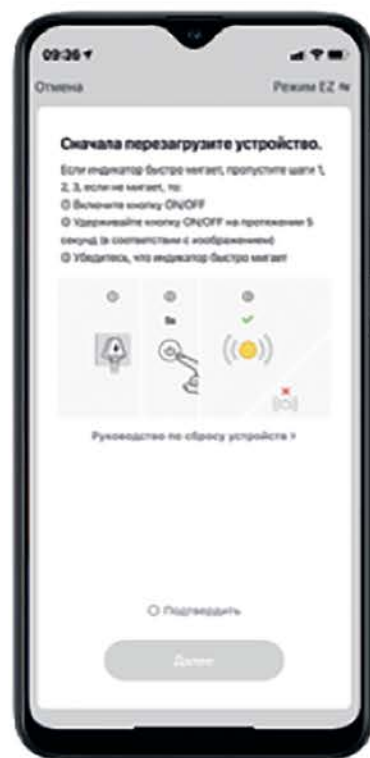 09:36
Отмена
Режим EZ
Сначала перезагрузите устройство.
Если индикатор быстро мигает, пропустите шаги 1,
2, 3, если не мигает, то:
Включите кнопку ON/OFF
Удерживайте кнопку ON/OFF на протяжении 5
секунд (в соответствии с изображением)
Убедитесь, что индикатор быстро мигает
5s
Руководство по сбросу устройств >
Подтвердить
Далее